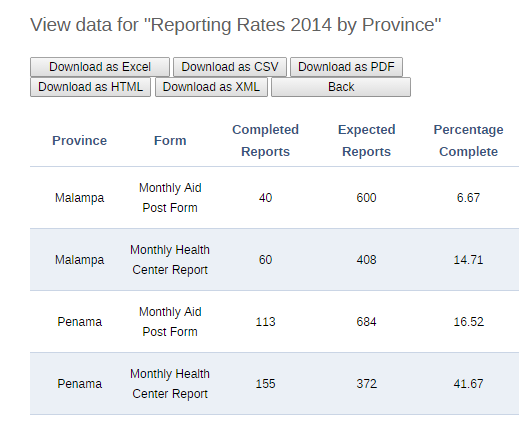 View data for "Reporting Rates 2014 by Province"
Download as Excel Download as CSV Download as PDF
Download as HTML Download as XML Back
Province Form Completed Reports Expected Reports Percentage Complete
Malampa Monthly Aid Post Form 40 600 6.67
Malampa Monthly Health Center Report 60 408 14.71
Penama Monthly Aid Post Form 113 684 16.52
Penama Monthly Health Center Report 155 372 41.67